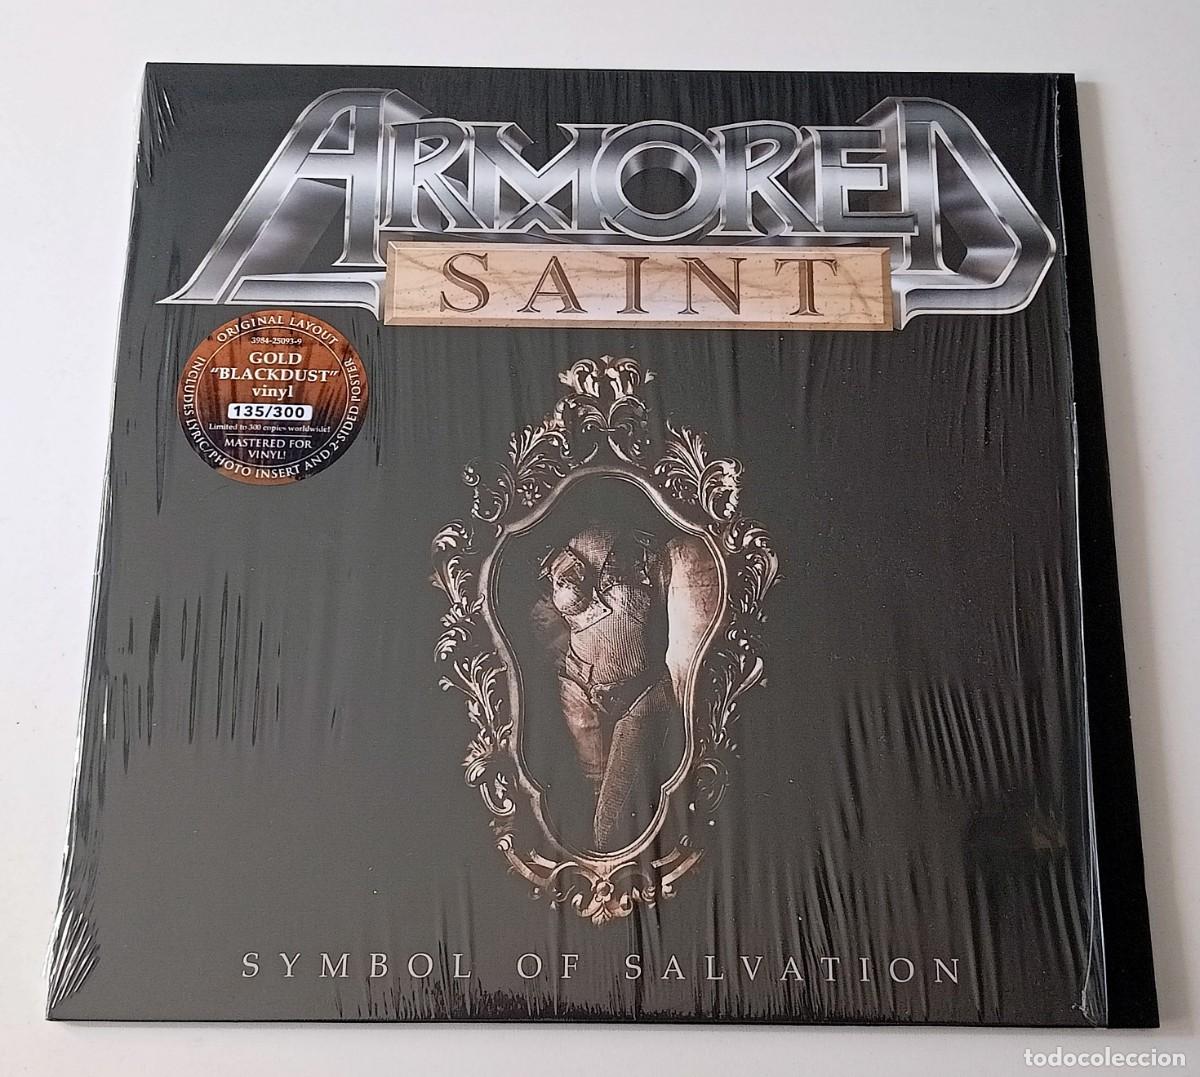 ARMORED
SAINT
ORIGINAL LAYOUT
3984-25093-9
GOLD
"BLACKDUST"
vinyl
135/300
Limited to 300 copies worldwide!
MASTERED FOR
VINYL!
INCLUDES LYRIC/PHOTO INSERT AND 2-SIDED POSTER
SYMBOL OF SALVATION
todocoleccion